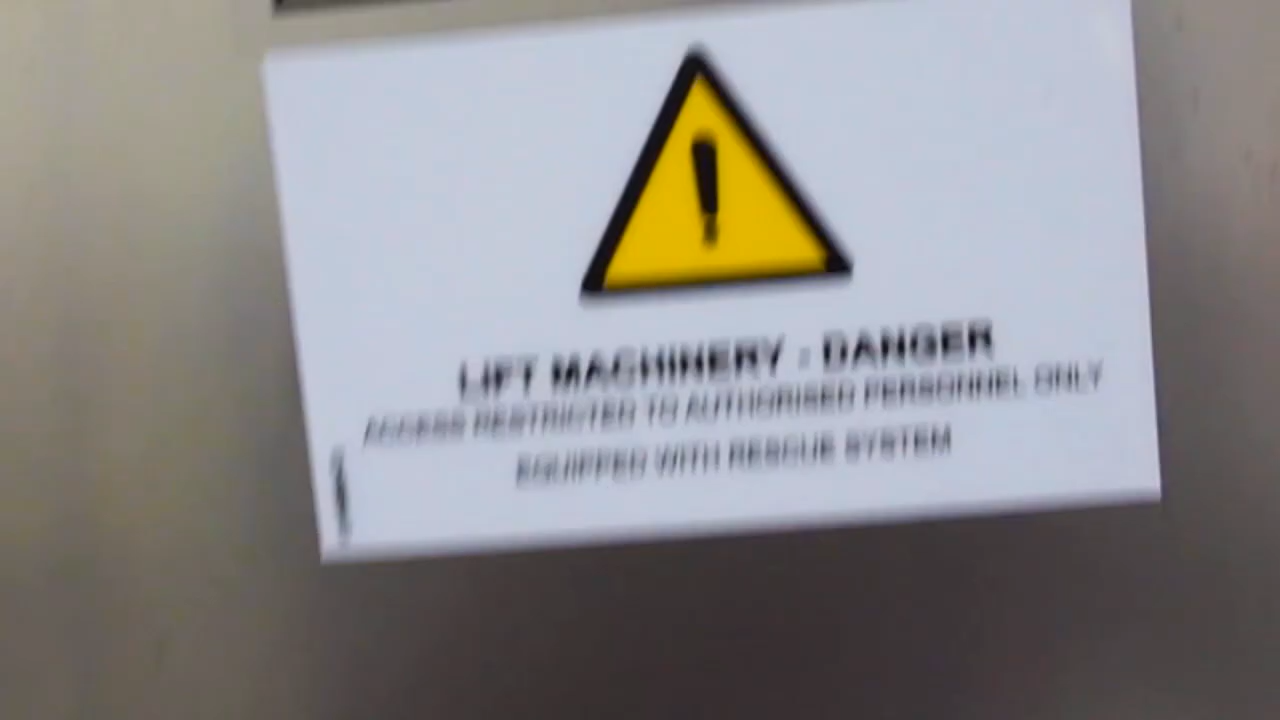 LIFT MACHINERY - DANGER
ACCESS RESTRICTED TO AUTHORISED PERSONNEL ONLY
EQUIPPED WITH RESCUE SYSTEM